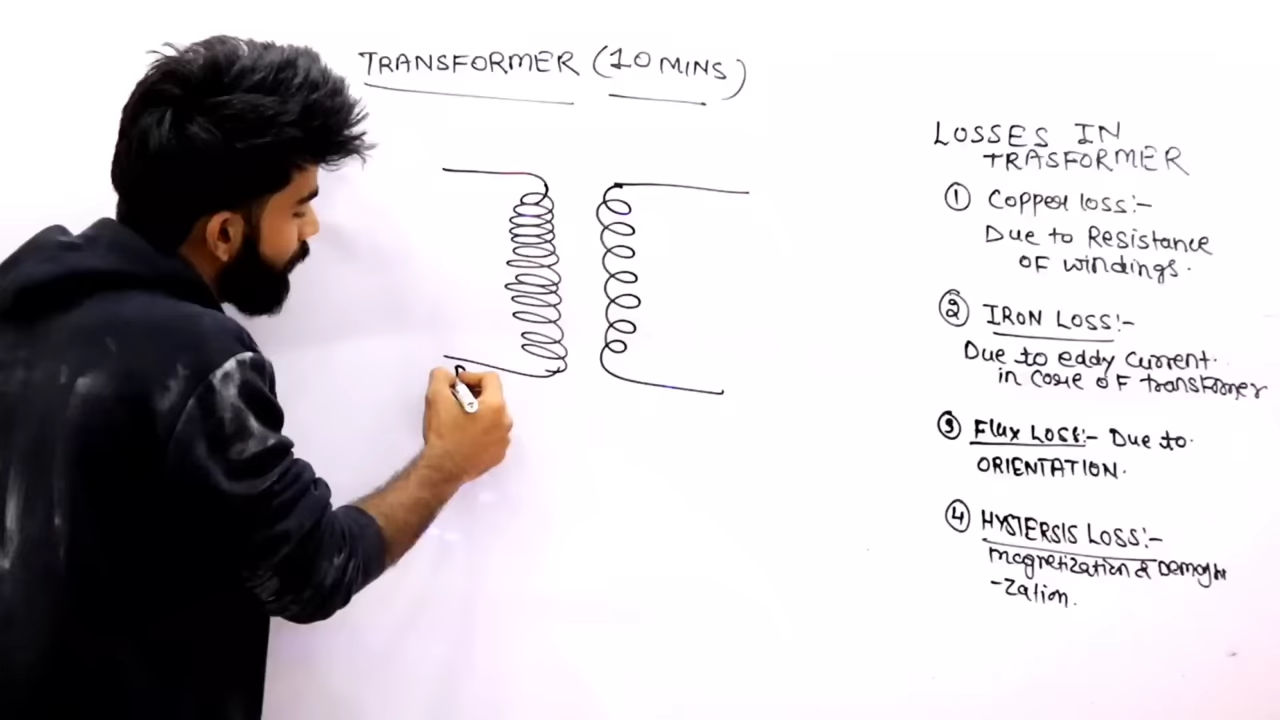 TRANSFORMER (10 MINS)
LOSSES IN
TRASFORMER
① Copper loss:-
Due to Resistance
OF windings.
② IRON LOSS:-
Due to eddy current.
in core OF transformer
③ Flux Loss:- Due to.
ORIENTATION.
④ HYSTERSIS LOSS:-
magnetization & Demagn
-zation.